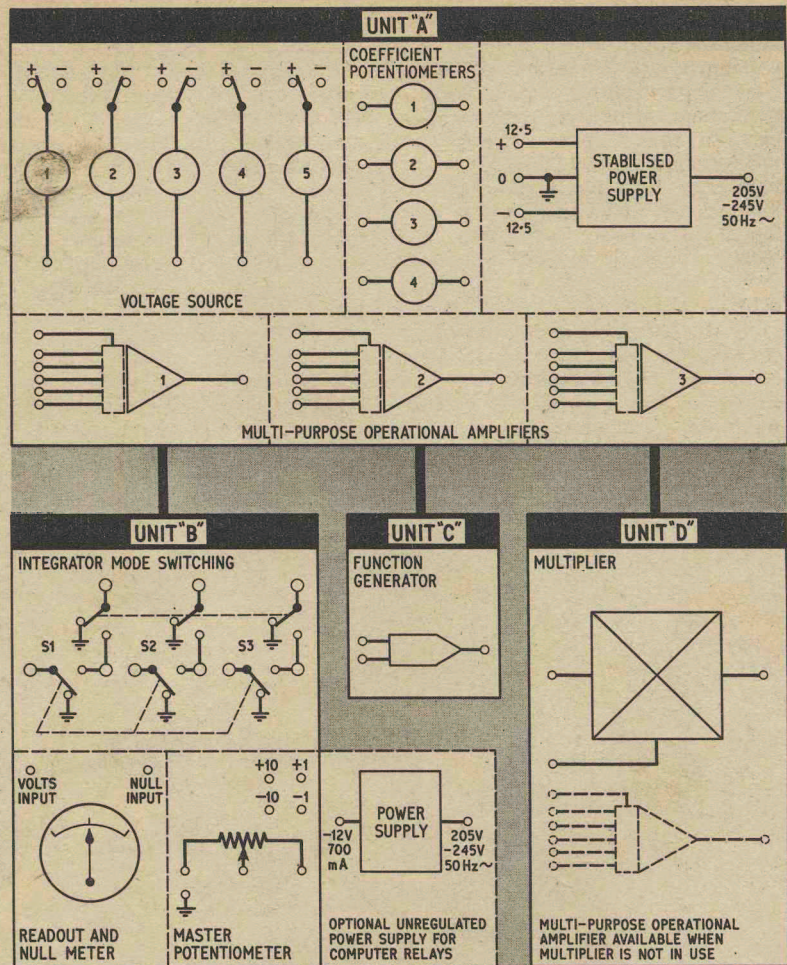 UNIT "A"
+ − + − + − + − + −
1 2 3 4 5
VOLTAGE SOURCE
COEFFICIENT
POTENTIOMETERS
1
2
3
4
+ 12·5
0
− 12·5
STABILISED
POWER
SUPPLY
205V
-245V
50Hz~
1 2 3
MULTI-PURPOSE OPERATIONAL AMPLIFIERS
UNIT "B"
INTEGRATOR MODE SWITCHING
S1 S2 S3
VOLTS
INPUT
NULL
INPUT
READOUT AND
NULL METER
+10 +1
-10 -1
MASTER
POTENTIOMETER
UNIT "C"
FUNCTION
GENERATOR
POWER
SUPPLY
-12V
700
mA
205V
-245V
50Hz~
OPTIONAL UNREGULATED
POWER SUPPLY FOR
COMPUTER RELAYS
UNIT "D"
MULTIPLIER
MULTI-PURPOSE OPERATIONAL
AMPLIFIER AVAILABLE WHEN
MULTIPLIER IS NOT IN USE